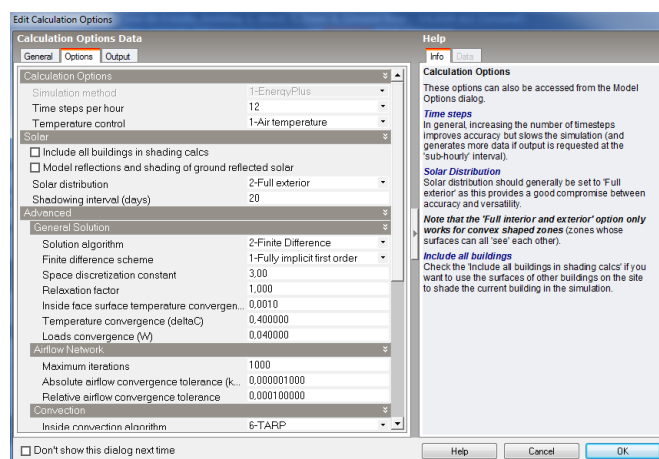 Edit Calculation Options
Calculation Options Data
General Options Output
Calculation Options
Simulation method 1-EnergyPlus
Time steps per hour 12
Temperature control 1-Air temperature
Solar
Include all buildings in shading calcs
Model reflections and shading of ground reflected solar
Solar distribution 2-Full exterior
Shadowing interval (days) 20
Advanced
General Solution
Solution algorithm 2-Finite Difference
Finite difference scheme 1-Fully implicit first order
Space discretization constant 3,00
Relaxation factor 1,000
Inside face surface temperature convergen... 0,0010
Temperature convergence (deltaC) 0,400000
Loads convergence (W) 0,040000
Airflow Network
Maximum iterations 1000
Absolute airflow convergence tolerance (k... 0,000001000
Relative airflow convergence tolerance 0,000100000
Convection
Inside convection algorithm 6-TARP
Don't show this dialog next time
Help
Info Data
Calculation Options
These options can also be accessed from the Model
Options dialog.
Time steps
In general, increasing the number of timesteps
improves accuracy but slows the simulation (and
generates more data if output is requested at the
'sub-hourly' interval).
Solar Distribution
Solar distribution should generally be set to 'Full
exterior' as this provides a good compromise between
accuracy and versatility.
Note that the 'Full interior and exterior' option only
works for convex shaped zones (zones whose
surfaces can all 'see' each other).
Include all buildings
Check the 'Include all buildings in shading calcs' if you
want to use the surfaces of other buildings on the site
to shade the current building in the simulation.
Help Cancel OK